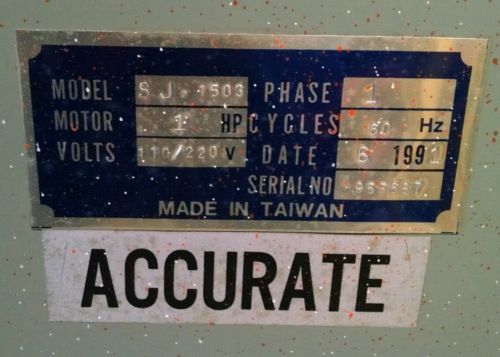 MODEL SJ 1503 PHASE 1
MOTOR 1 HP CYCLES 60 Hz
VOLTS 110/220 V DATE 6 1991
SERIAL NO
MADE IN TAIWAN
ACCURATE